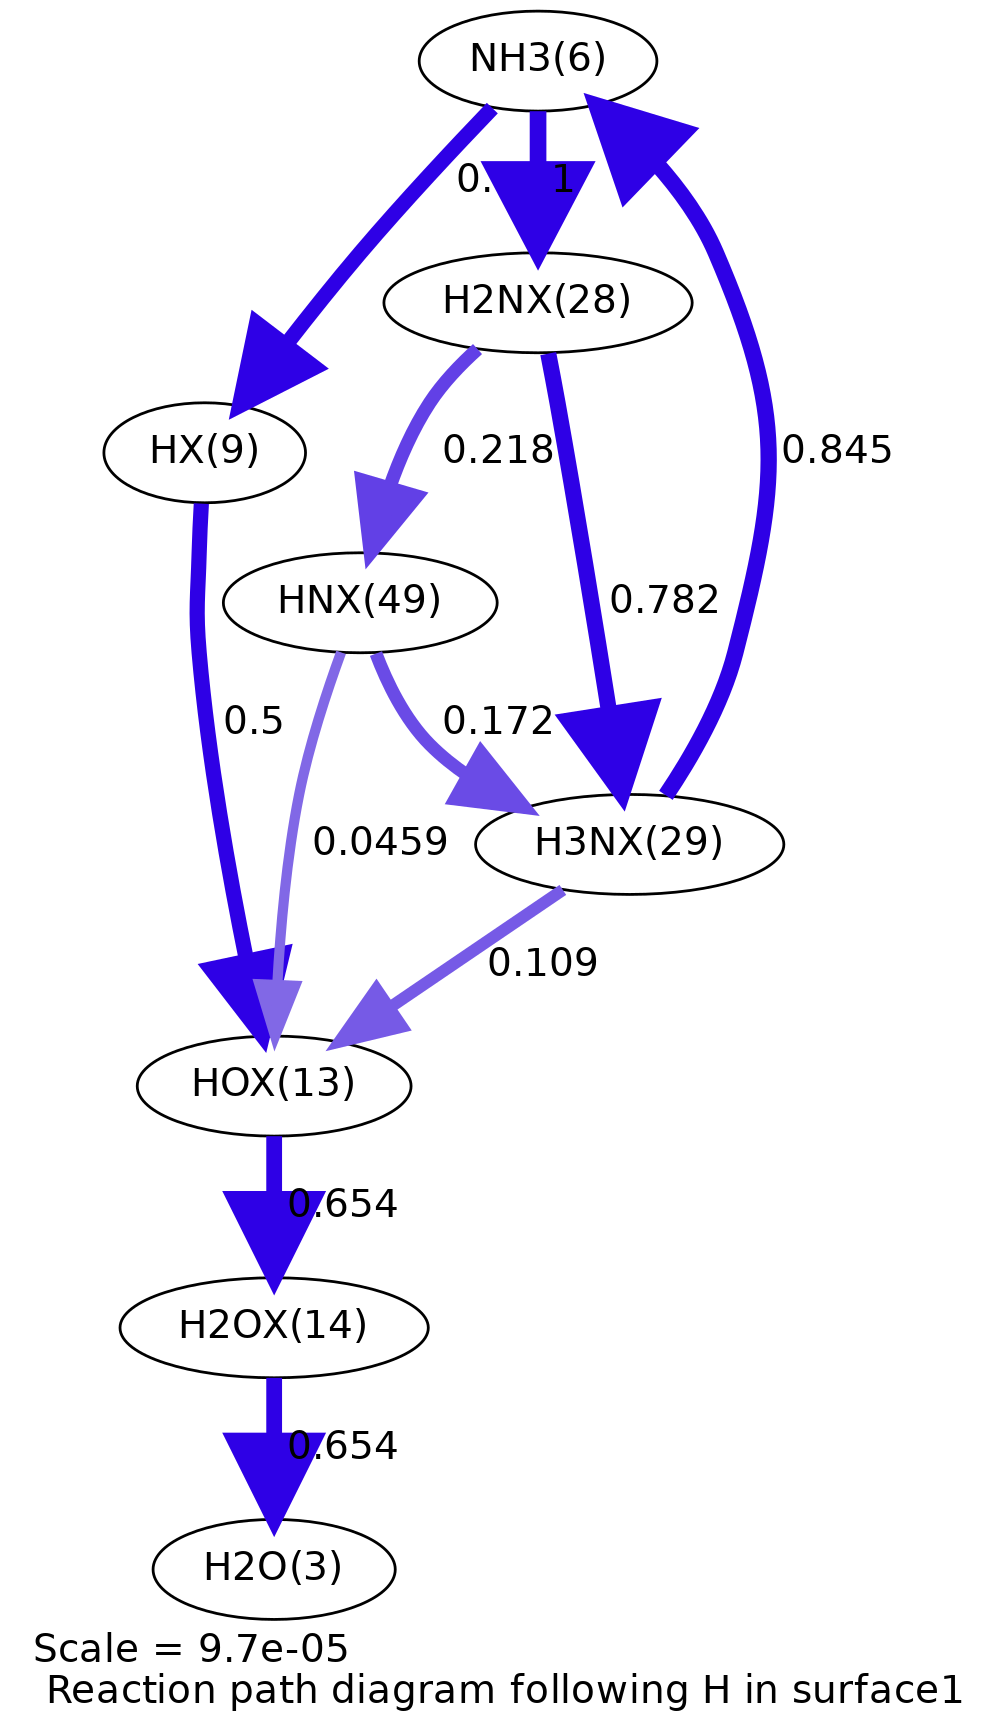 NH3(6)
0.
1
H2NX(28)
HX(9)
0.218
0.845
HNX(49)
0.782
0.5
0.172
0.0459
H3NX(29)
0.109
HOX(13)
0.654
H2OX(14)
0.654
H2O(3)
Scale = 9.7e-05
Reaction path diagram following H in surface1